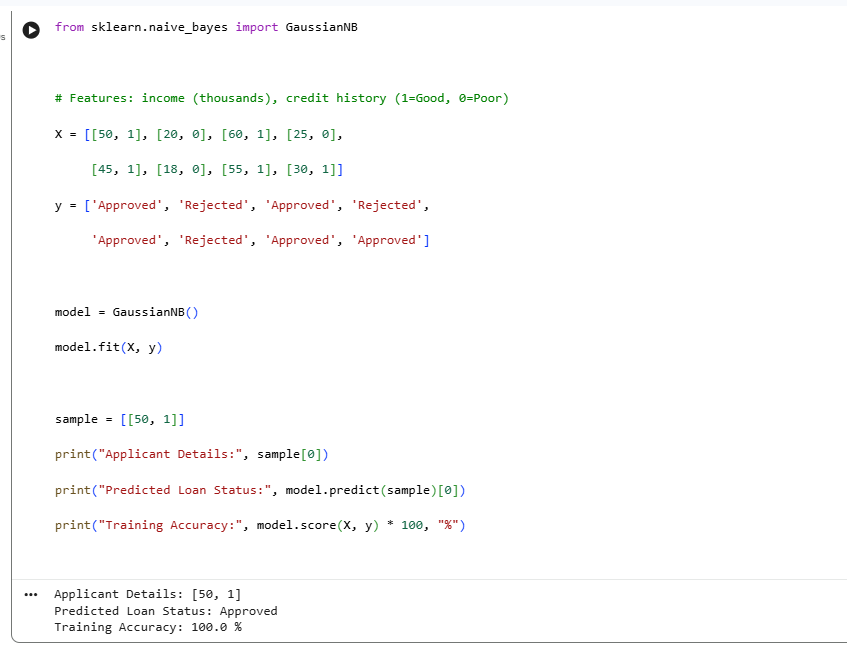 from sklearn.naive_bayes import GaussianNB
# Features: income (thousands), credit history (1=Good, 0=Poor)
X = [[50, 1], [20, 0], [60, 1], [25, 0],
     [45, 1], [18, 0], [55, 1], [30, 1]]
y = ['Approved', 'Rejected', 'Approved', 'Rejected',
     'Approved', 'Rejected', 'Approved', 'Approved']
model = GaussianNB()
model.fit(X, y)
sample = [[50, 1]]
print("Applicant Details:", sample[0])
print("Predicted Loan Status:", model.predict(sample)[0])
print("Training Accuracy:", model.score(X, y) * 100, "%")
Applicant Details: [50, 1]
Predicted Loan Status: Approved
Training Accuracy: 100.0 %